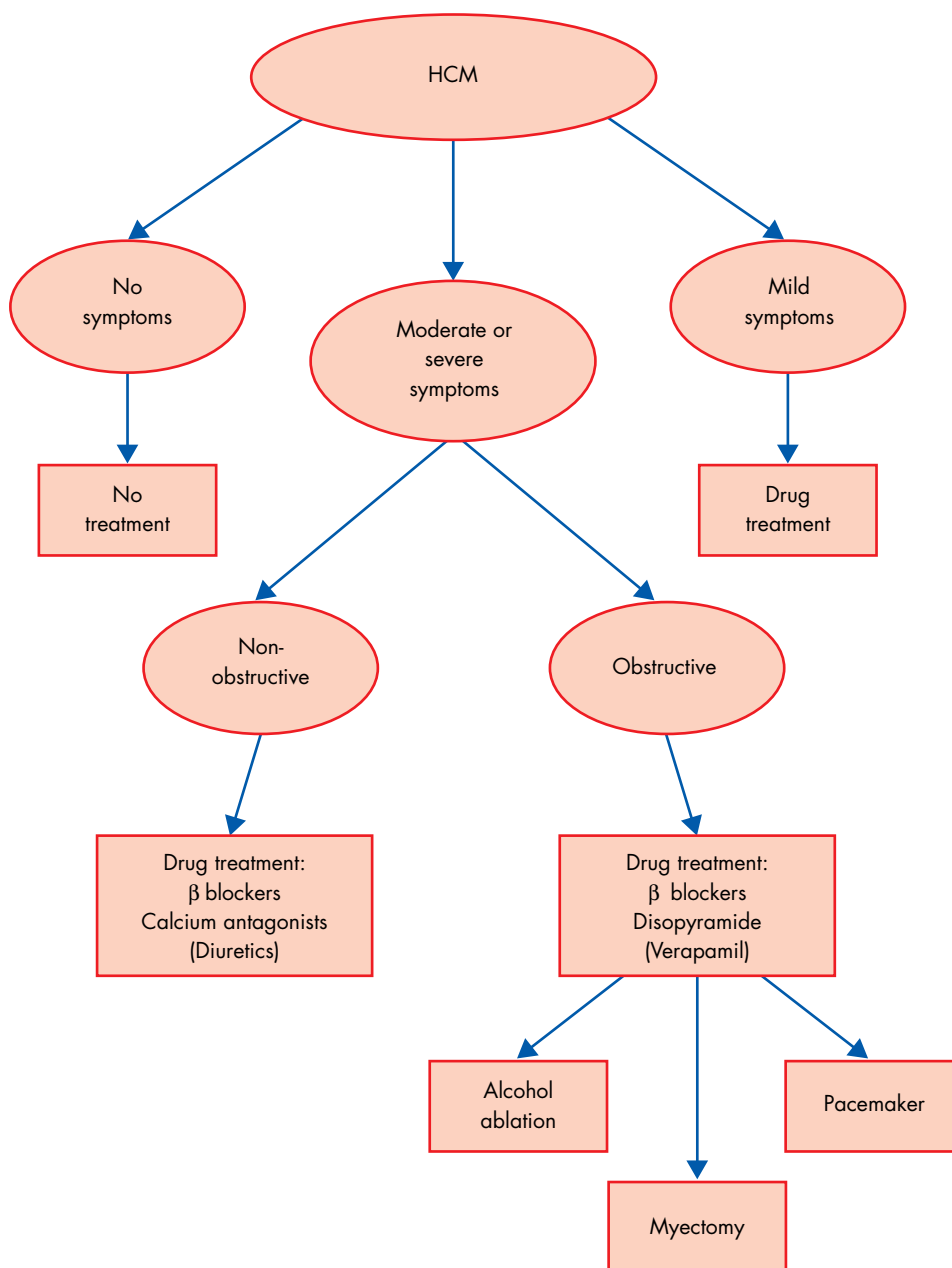 HCM
No
symptoms
Moderate or
severe
symptoms
Mild
symptoms
No
treatment
Drug
treatment
Non-
obstructive
Obstructive
Drug treatment:
β blockers
Calcium antagonists
(Diuretics)
Drug treatment:
β blockers
Disopyramide
(Verapamil)
Alcohol
ablation
Pacemaker
Myectomy